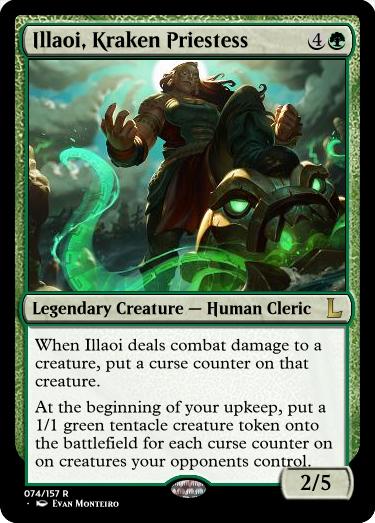 Illaoi, Kraken Priestess 4
Legendary Creature — Human Cleric L
When Illaoi deals combat damage to a
creature, put a curse counter on that
creature.
At the beginning of your upkeep, put a
1/1 green tentacle creature token onto
the battlefield for each curse counter on
on creatures your opponents control.
2/5
074/157 R
· Evan Monteiro